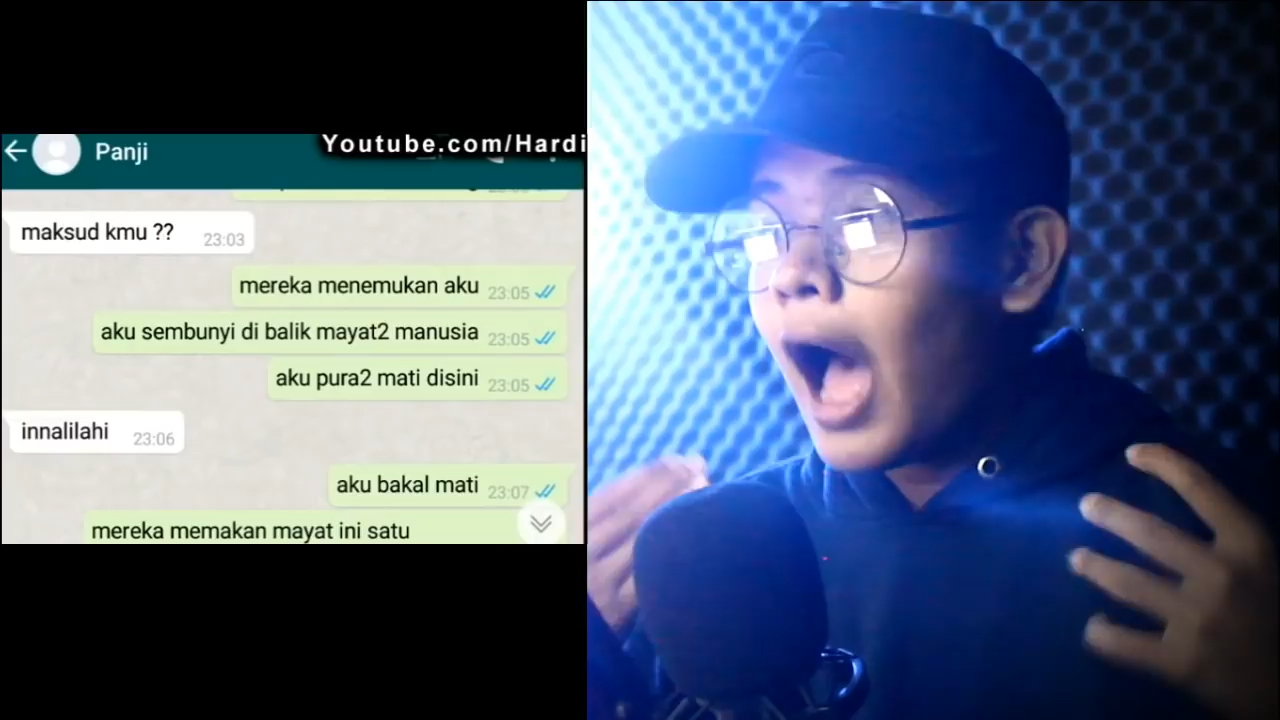 Youtube.com/Hardi
Panji
maksud kmu ?? 23:03
mereka menemukan aku 23:05
aku sembunyi di balik mayat2 manusia 23:05
aku pura2 mati disini 23:05
innalilahi 23:06
aku bakal mati 23:07
mereka memakan mayat ini satu